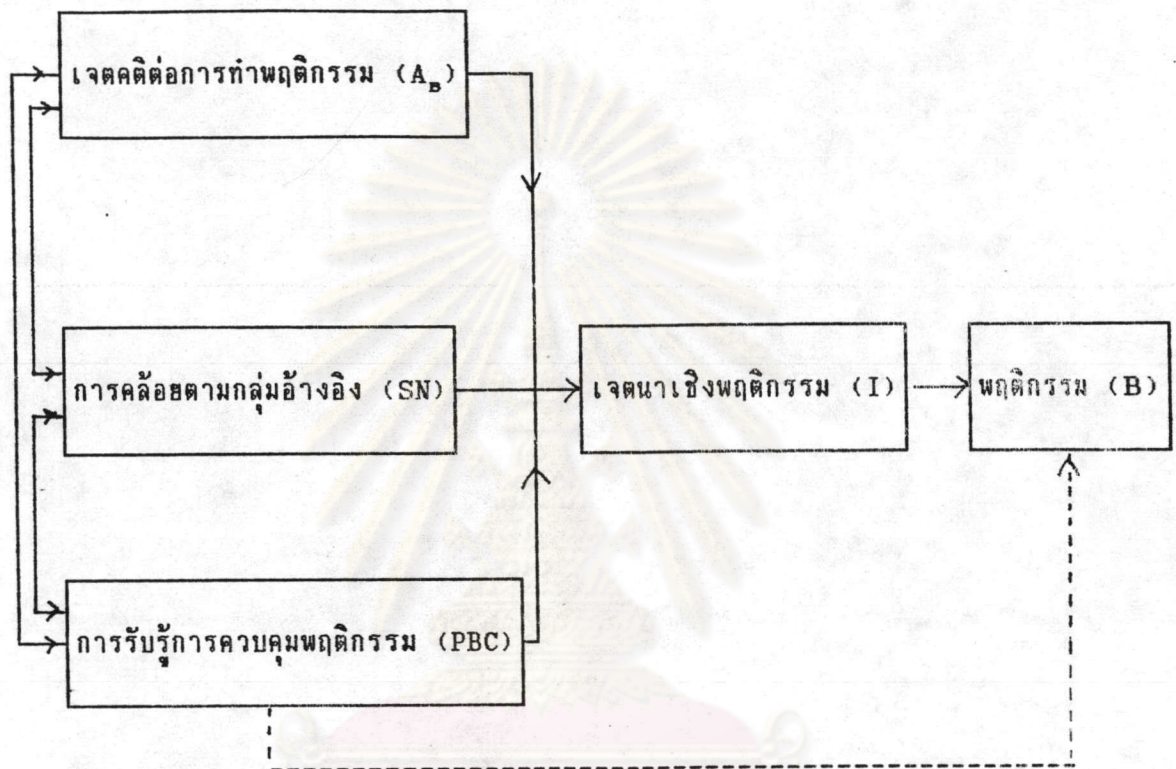 เจตคติต่อการทำพฤติกรรม (A_B)
การคล้อยตามกลุ่มอ้างอิง (SN)
เจตนาเชิงพฤติกรรม (I)
พฤติกรรม (B)
การรับรู้การควบคุมพฤติกรรม (PBC)